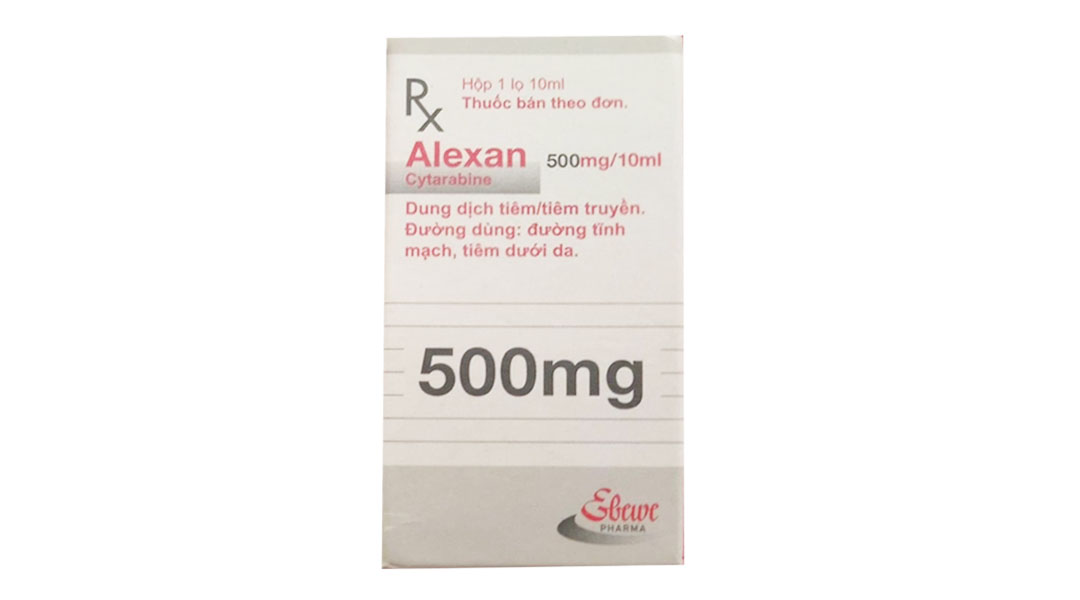 Rx
Hộp 1 lọ 10ml
Thuốc bán theo đơn.
Alexan 500mg/10ml
Cytarabine
Dung dịch tiêm/tiêm truyền.
Đường dùng: đường tĩnh
mạch, tiêm dưới da.
500mg
Ebewe
PHARMA